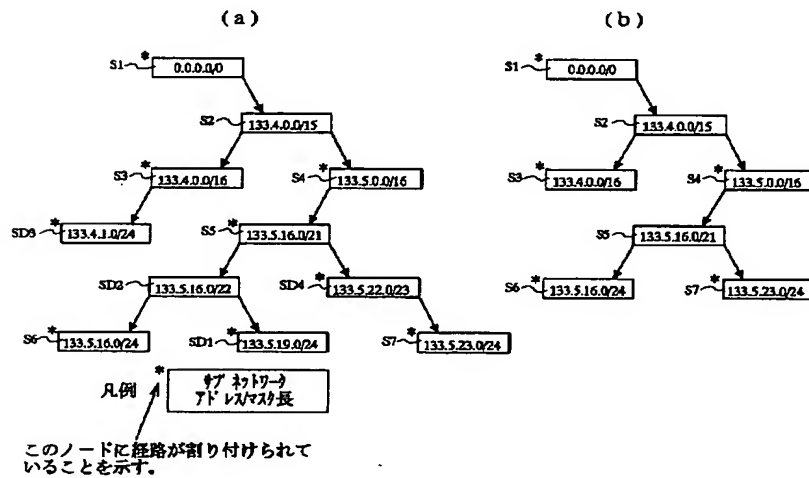 (a)
(b)
* S1 0.0.0.0/0
S2 133.4.0.0/15
* S3 133.4.0.0/16
* S4 133.5.0.0/16
* SD3 133.4.1.0/24
* S5 133.5.16.0/21
SD2 133.5.16.0/22
* SD4 133.5.22.0/23
* S6 133.5.16.0/24
* SD1 133.5.19.0/24
* S7 133.5.23.0/24
* S1 0.0.0.0/0
S2 133.4.0.0/15
* S3 133.4.0.0/16
* S4 133.5.0.0/16
S5 133.5.16.0/21
* S6 133.5.16.0/24
* S7 133.5.23.0/24
凡例 *
サブネットワーク
アドレス/マスク長
このノードに経路が割り付けられて
いることを示す。